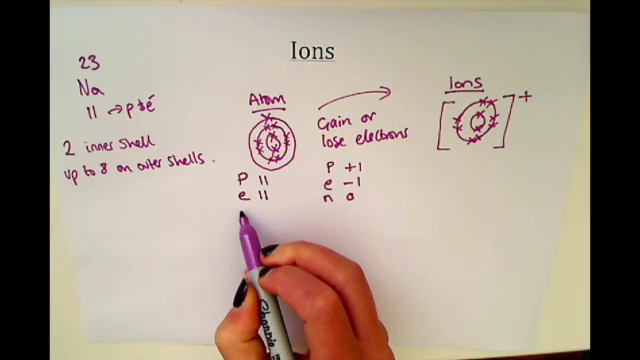 Ions
23
Na
11 → p & é
2 inner shell
up to 8 on outer shells.
Atom
P 11
e 11
Gain or
lose electrons
P +1
e -1
n 0
Ions
+
Sharpie